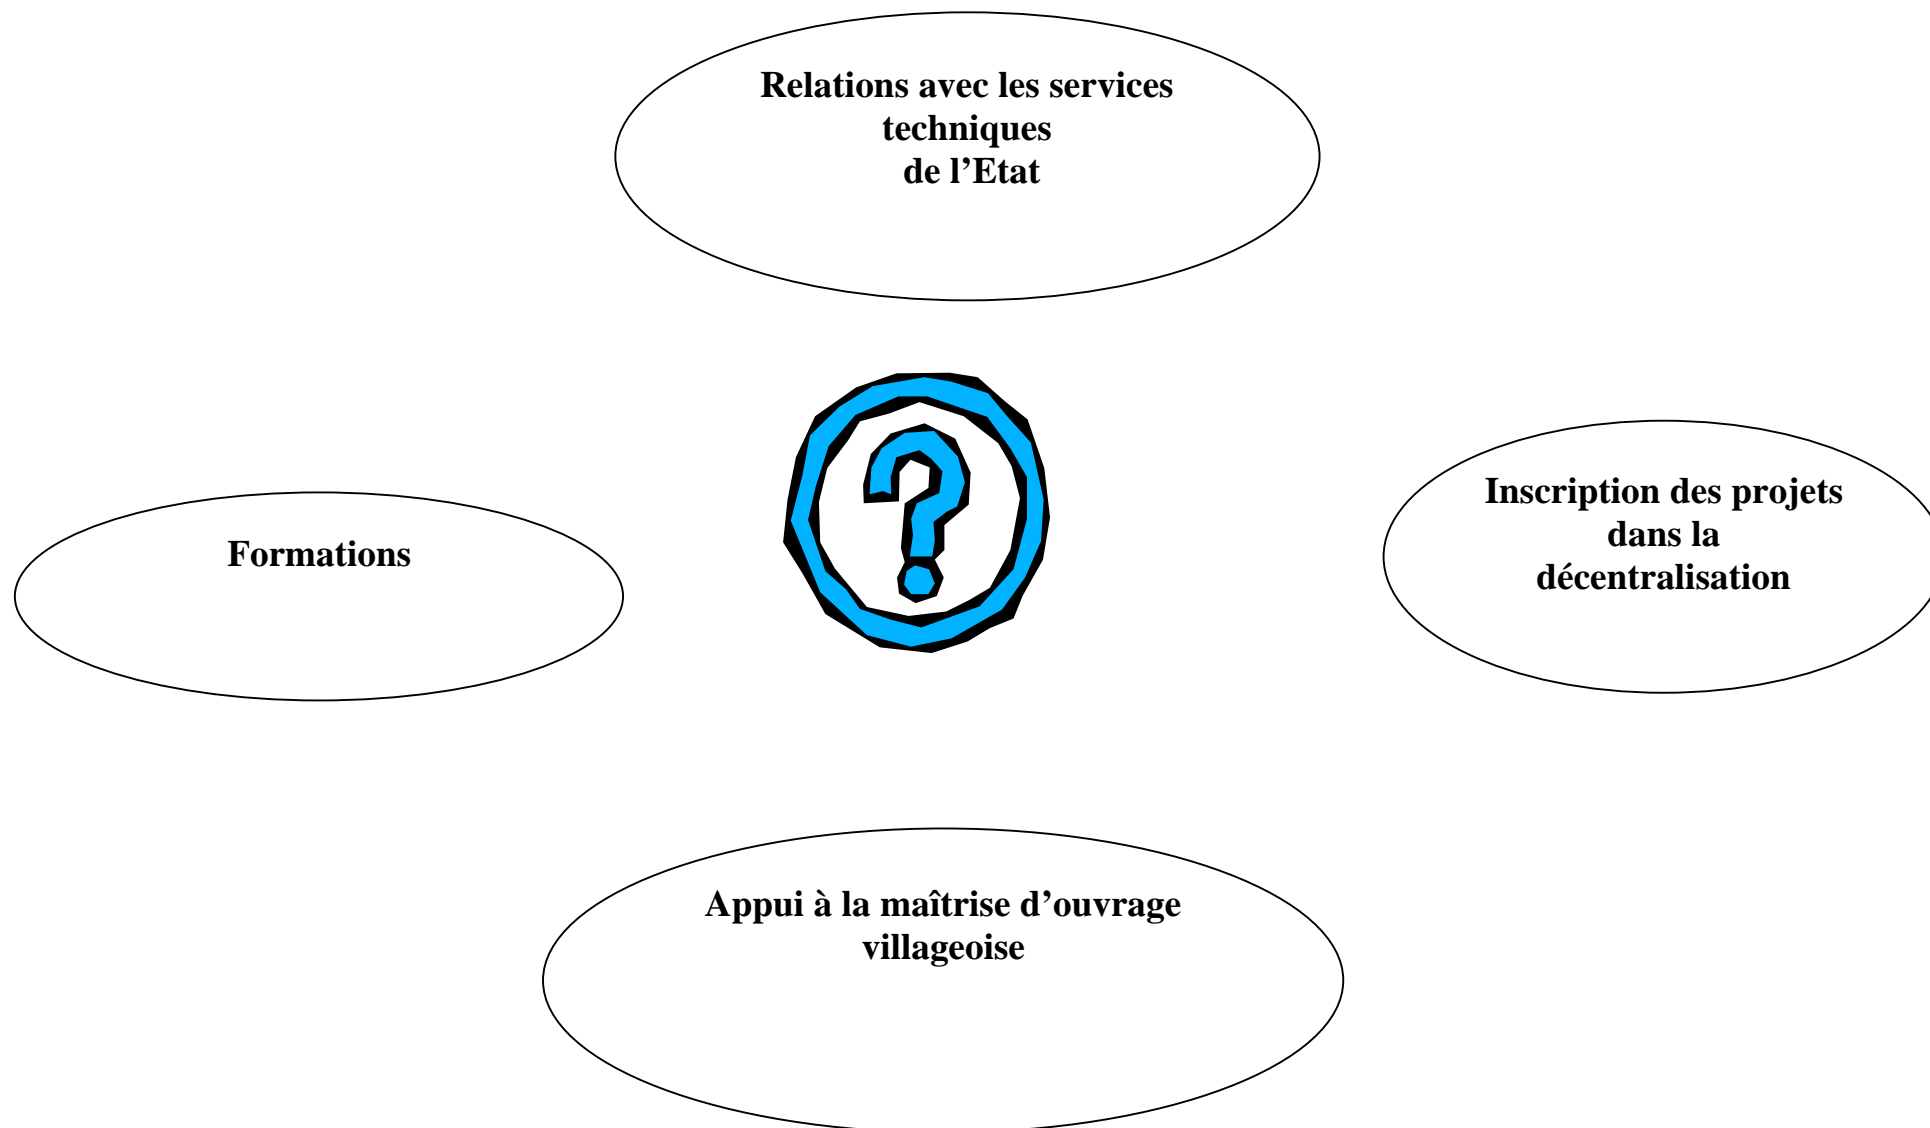 Relations avec les services
techniques
de l’Etat
Formations
Inscription des projets
dans la
décentralisation
Appui à la maîtrise d’ouvrage
villageoise